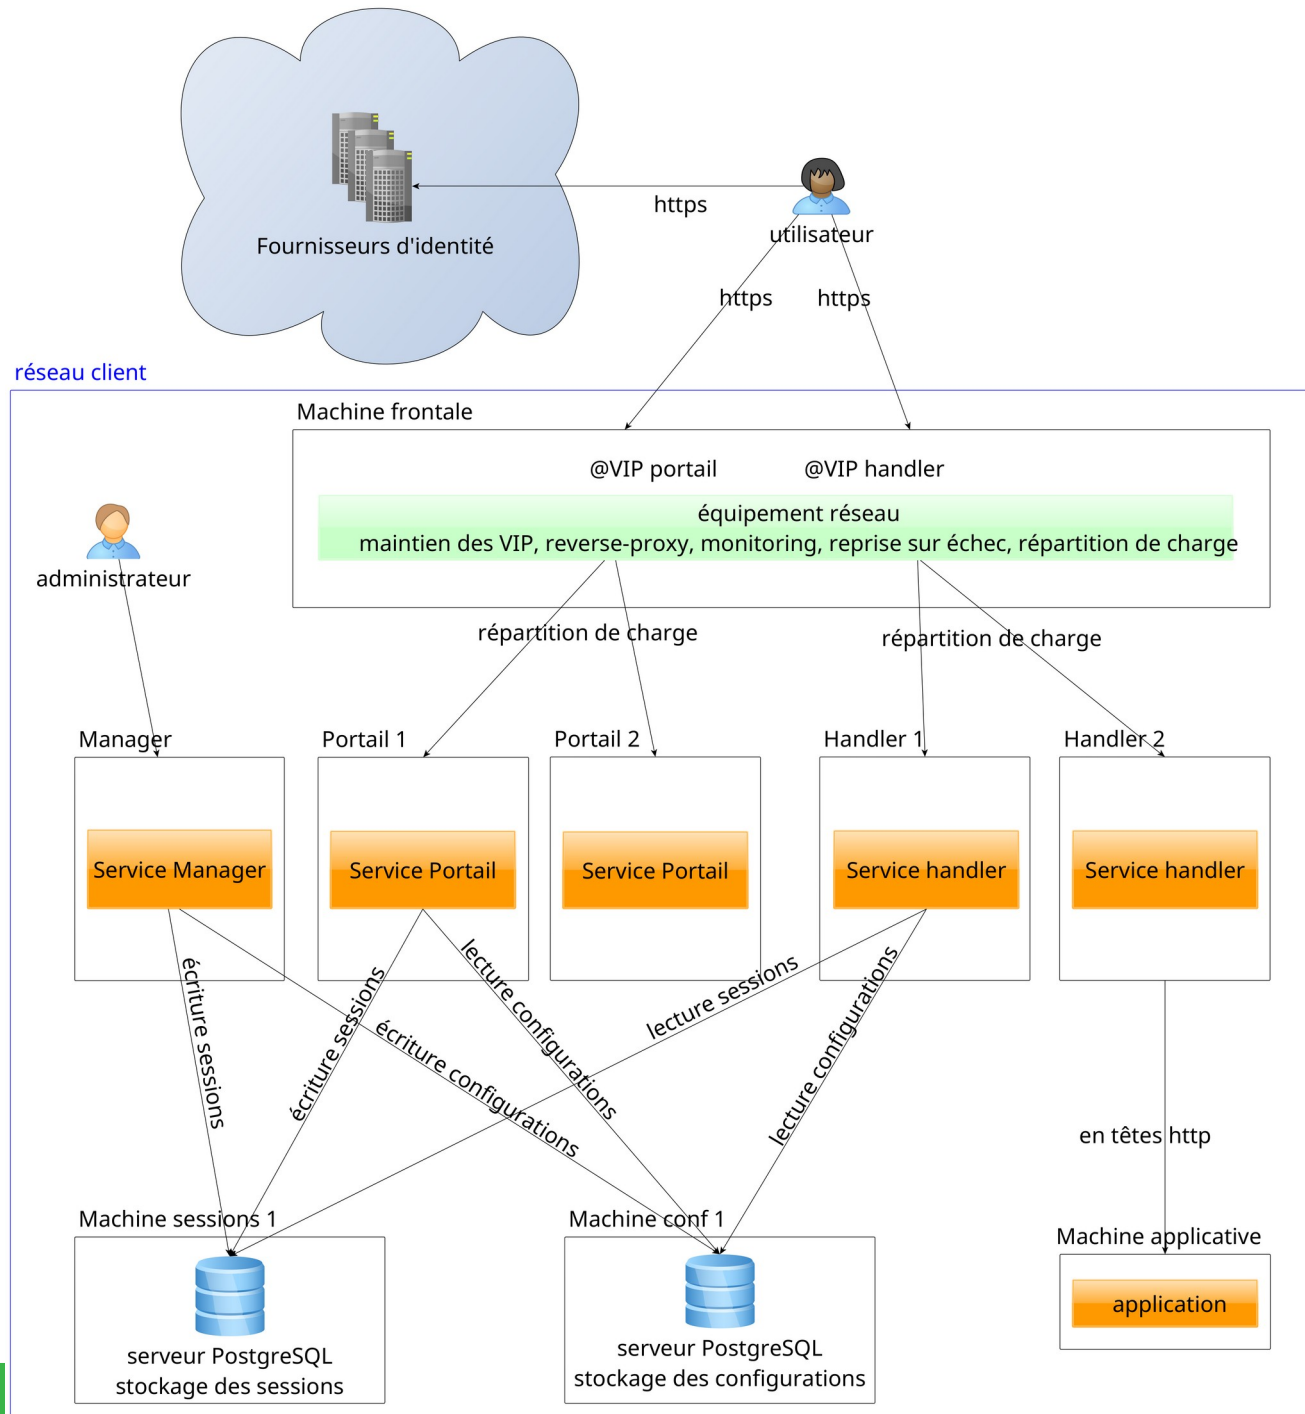 Fournisseurs d'identité
https
utilisateur
https
https
réseau client
Machine frontale
@VIP portail
@VIP handler
équipement réseau
maintien des VIP, reverse-proxy, monitoring, reprise sur échec, répartition de charge
administrateur
répartition de charge
répartition de charge
Manager
Portail 1
Portail 2
Handler 1
Handler 2
Service Manager
Service Portail
Service Portail
Service handler
Service handler
écriture sessions
écriture sessions
écriture configurations
lecture configurations
lecture sessions
lecture configurations
en têtes http
Machine sessions 1
Machine conf 1
Machine applicative
application
serveur PostgreSQL
stockage des sessions
serveur PostgreSQL
stockage des configurations